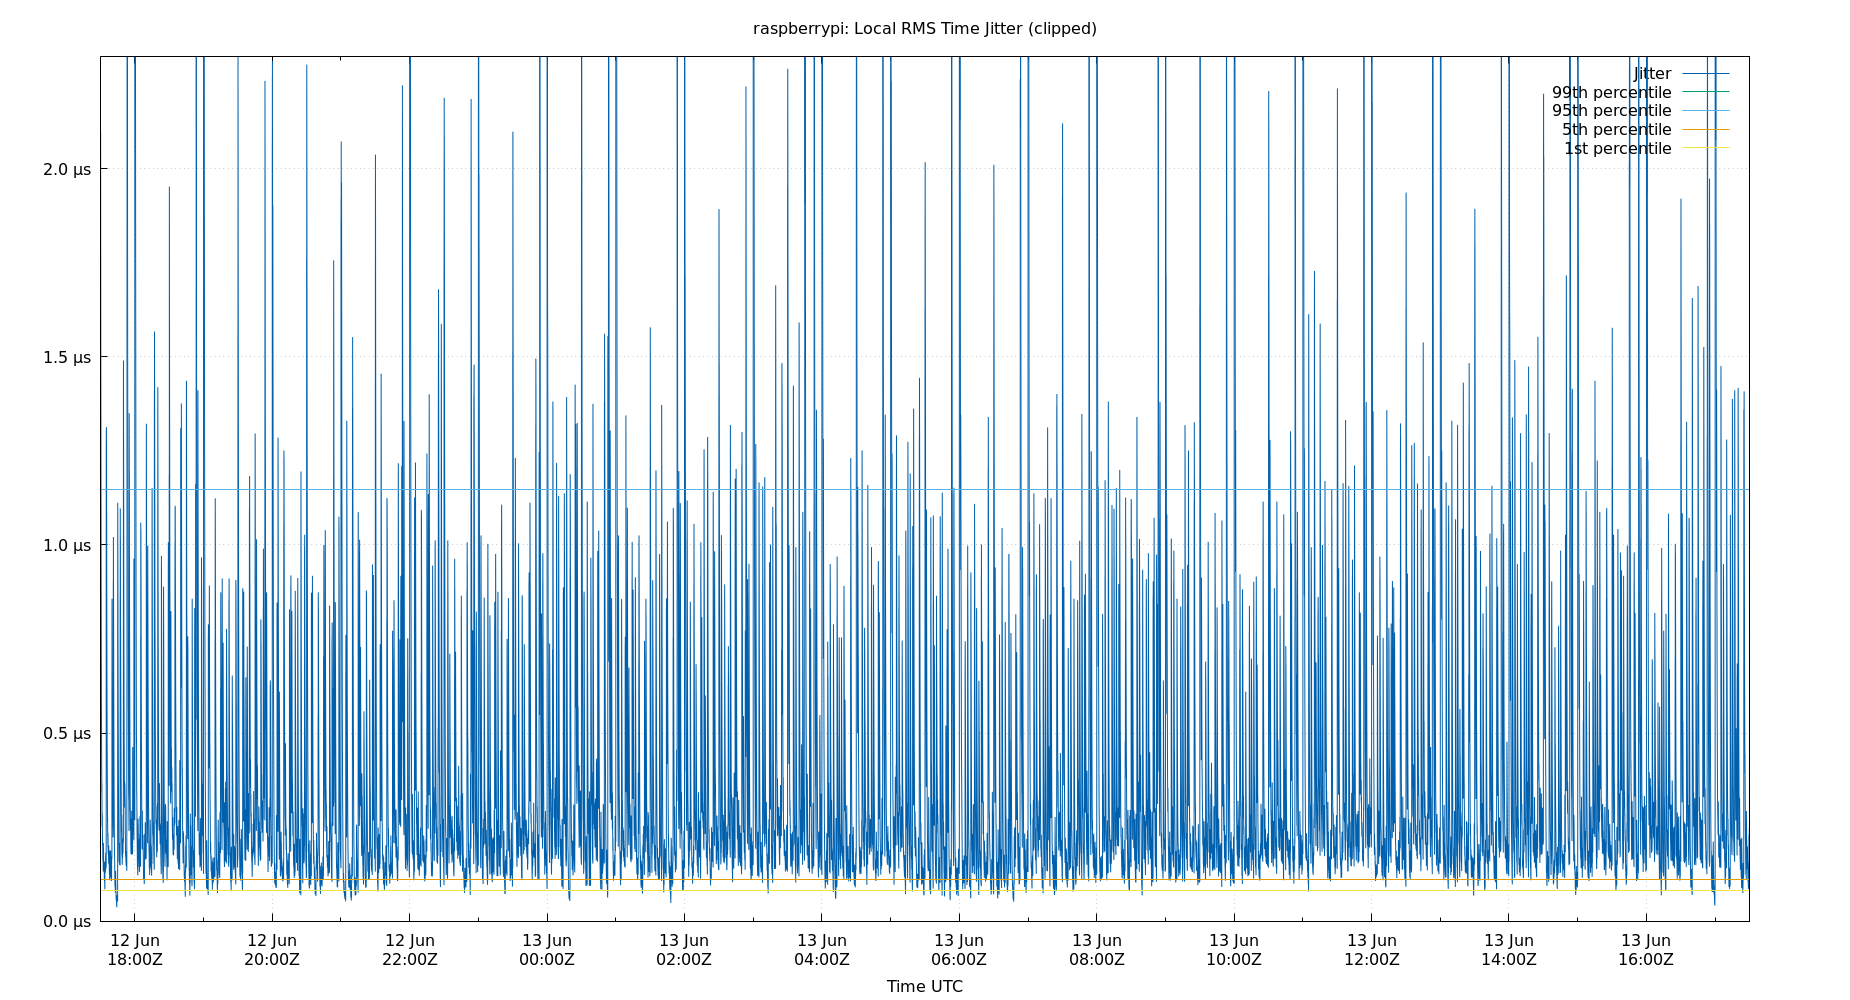 raspberrypi: Local RMS Time Jitter (clipped)
Jitter
99th percentile
95th percentile
5th percentile
1st percentile
2.0 μs
1.5 μs
1.0 μs
0.5 μs
0.0 μs
12 Jun 12 Jun 12 Jun 13 Jun 13 Jun 13 Jun 13 Jun 13 Jun 13 Jun 13 Jun 13 Jun 13 Jun
18:00Z 20:00Z 22:00Z 00:00Z 02:00Z 04:00Z 06:00Z 08:00Z 10:00Z 12:00Z 14:00Z 16:00Z
Time UTC